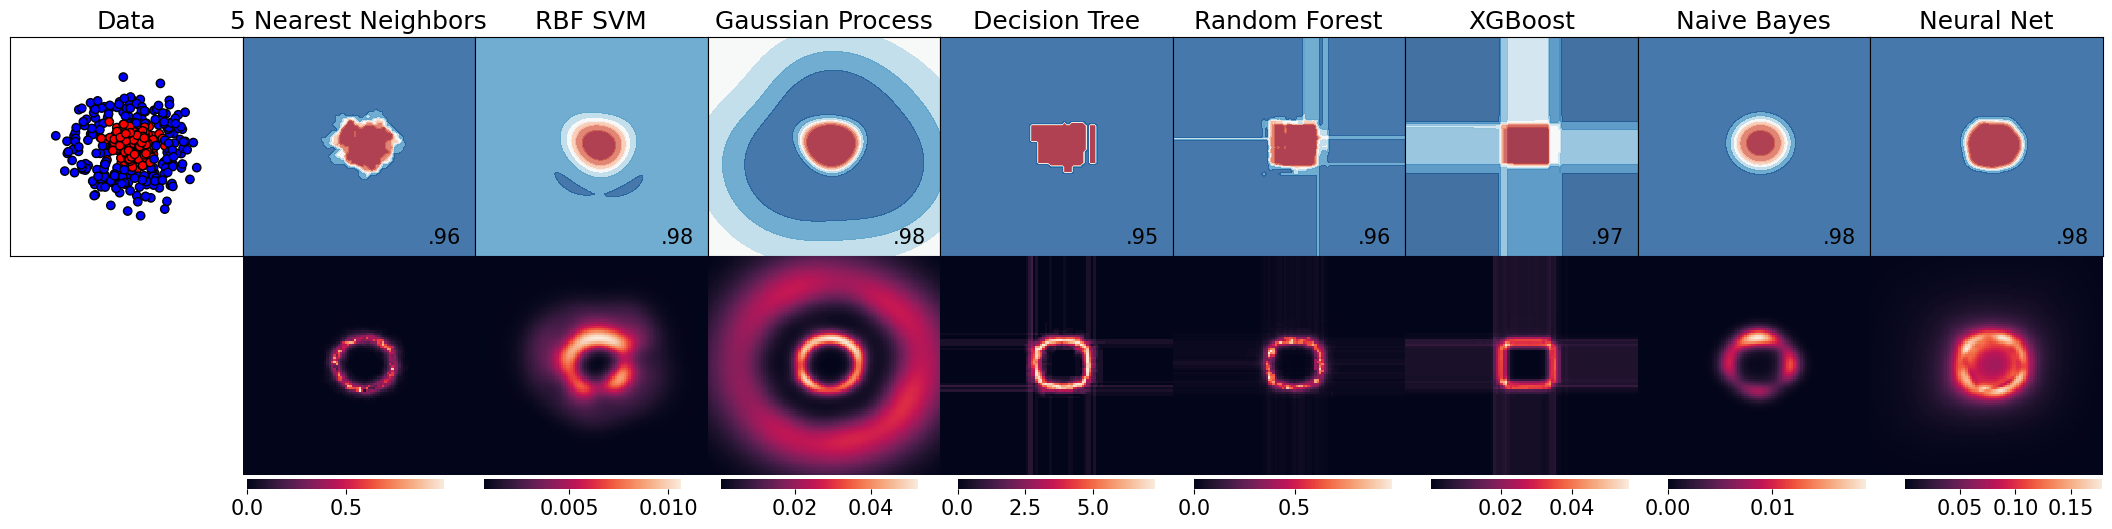 Data 5 Nearest Neighbors RBF SVM Gaussian Process Decision Tree Random Forest XGBoost Naive Bayes Neural Net
.96 .98 .98 .95 .96 .97 .98 .98
0.0 0.5 0.005 0.010 0.02 0.04 0.0 2.5 5.0 0.0 0.5 0.02 0.04 0.00 0.01 0.05 0.10 0.15